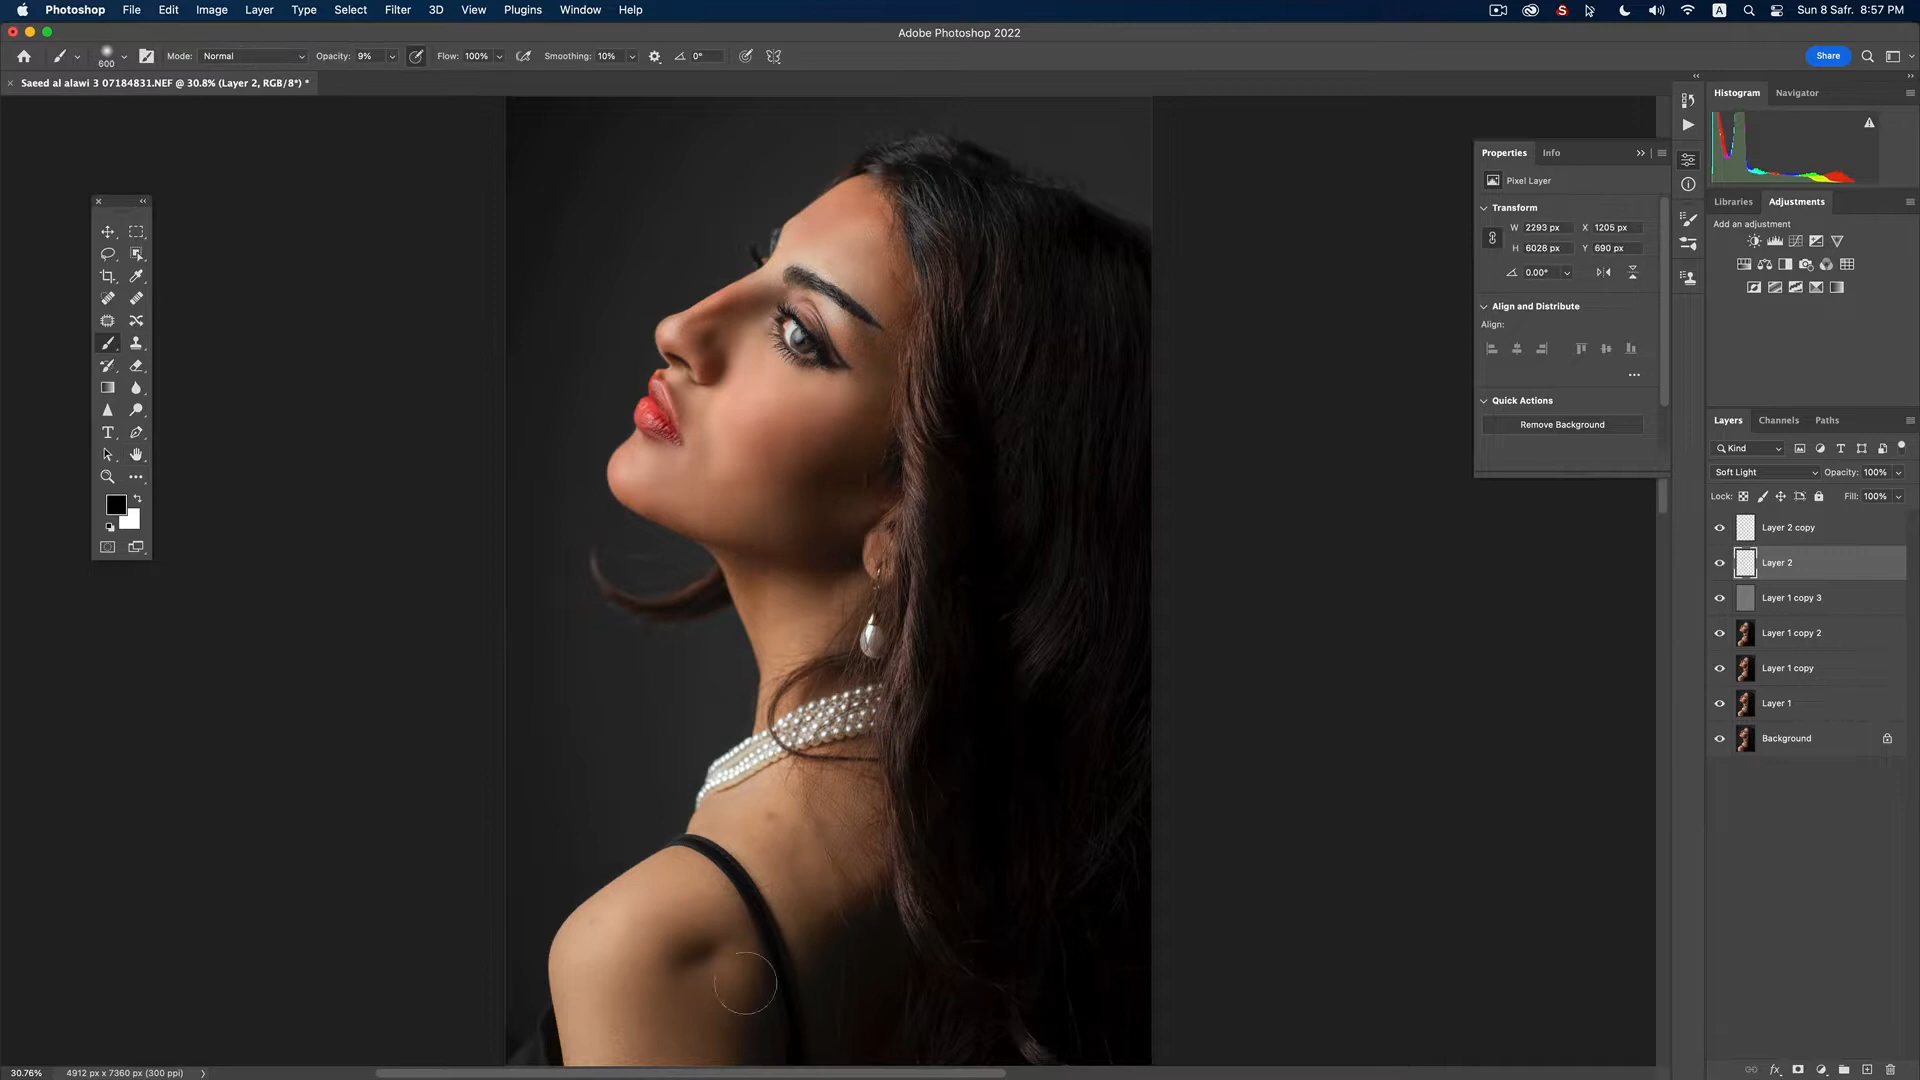 Photoshop File Edit Image Layer Type Select Filter 3D View Plugins Window Help
S A Sun 8 Safr. 8:57 PM
Adobe Photoshop 2022
600 Mode: Normal Opacity: 9% Flow: 100% Smoothing: 10% 0° Share
Saeed al alawi 3 07184831.NEF @ 30.8% (Layer 2, RGB/8*) *
Histogram Navigator
Properties Info
Pixel Layer
Transform
W 2293 px X 1205 px
H 6028 px Y 690 px
0.00°
Align and Distribute
Align:
Quick Actions
Remove Background
Libraries Adjustments
Add an adjustment
Layers Channels Paths
Kind
Soft Light Opacity: 100%
Lock: Fill: 100%
Layer 2 copy
Layer 2
Layer 1 copy 3
Layer 1 copy 2
Layer 1 copy
Layer 1
Background
fx
30.76% 4912 px x 7360 px (300 ppi)